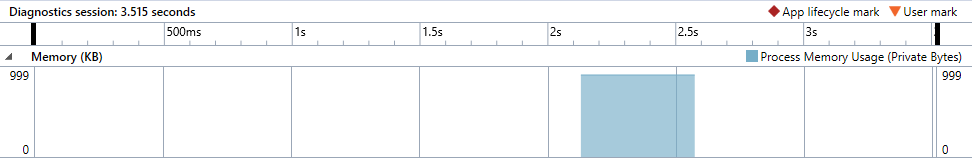 Diagnostics session: 3.515 seconds
App lifecycle mark
User mark
500ms
1s
1.5s
2s
2.5s
3s
Memory (KB)
Process Memory Usage (Private Bytes)
999
999
0
0